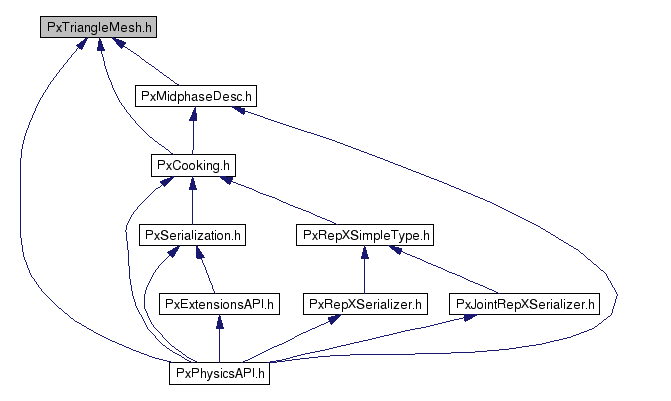 PxTriangleMesh.h
PxMidphaseDesc.h
PxCooking.h
PxSerialization.h
PxRepXSimpleType.h
PxExtensionsAPI.h
PxRepXSerializer.h
PxJointRepXSerializer.h
PxPhysicsAPI.h